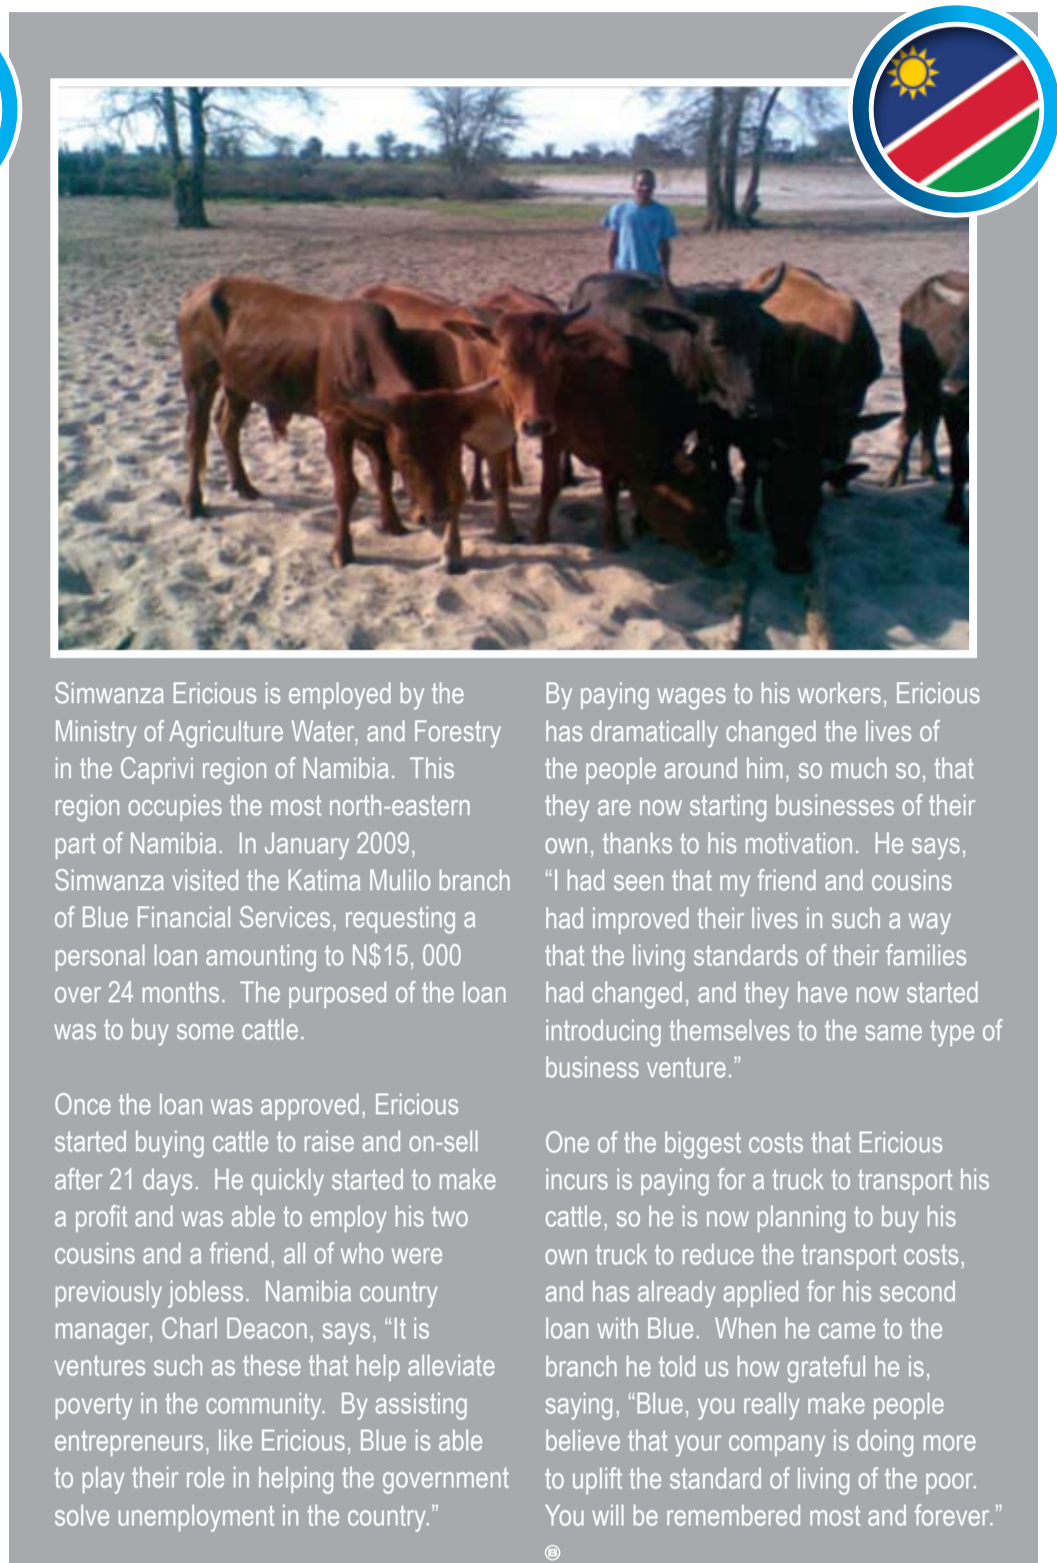 Simwanza Ericious is employed by the
Ministry of Agriculture Water, and Forestry
in the Caprivi region of Namibia.  This
region occupies the most north-eastern
part of Namibia.  In January 2009,
Simwanza visited the Katima Mulilo branch
of Blue Financial Services, requesting a
personal loan amounting to N$15, 000
over 24 months.  The purposed of the loan
was to buy some cattle.

Once the loan was approved, Ericious
started buying cattle to raise and on-sell
after 21 days.  He quickly started to make
a profit and was able to employ his two
cousins and a friend, all of who were
previously jobless.  Namibia country
manager, Charl Deacon, says, “It is
ventures such as these that help alleviate
poverty in the community.  By assisting
entrepreneurs, like Ericious, Blue is able
to play their role in helping the government
solve unemployment in the country.”

By paying wages to his workers, Ericious
has dramatically changed the lives of
the people around him, so much so, that
they are now starting businesses of their
own, thanks to his motivation.  He says,
“I had seen that my friend and cousins
had improved their lives in such a way
that the living standards of their families
had changed, and they have now started
introducing themselves to the same type of
business venture.”

One of the biggest costs that Ericious
incurs is paying for a truck to transport his
cattle, so he is now planning to buy his
own truck to reduce the transport costs,
and has already applied for his second
loan with Blue.  When he came to the
branch he told us how grateful he is,
saying, “Blue, you really make people
believe that your company is doing more
to uplift the standard of living of the poor.
You will be remembered most and forever.”
B